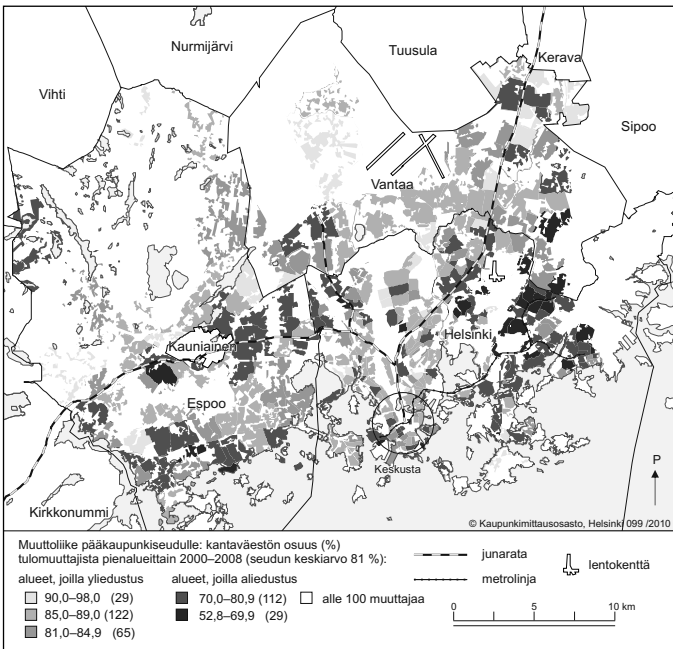 Nurmijärvi
Tuusula
Kerava
Vihti
Sipoo
Vantaa
Helsinki
Kauniainen
Espoo
Keskusta
P
Kirkkonummi
© Kaupunkimittausosasto, Helsinki 099 /2010
Muuttoliike pääkaupunkiseudulle: kantaväestön osuus (%)
tulomuuttajista pienalueittain 2000–2008 (seudun keskiarvo 81 %):
alueet, joilla yliedustus
90,0–98,0 (29)
85,0–89,0 (122)
81,0–84,9 (65)
alueet, joilla aliedustus
70,0–80,9 (112)
52,8–69,9 (29)
alle 100 muuttajaa
junarata
metrolinja
lentokenttä
0 5 10 km